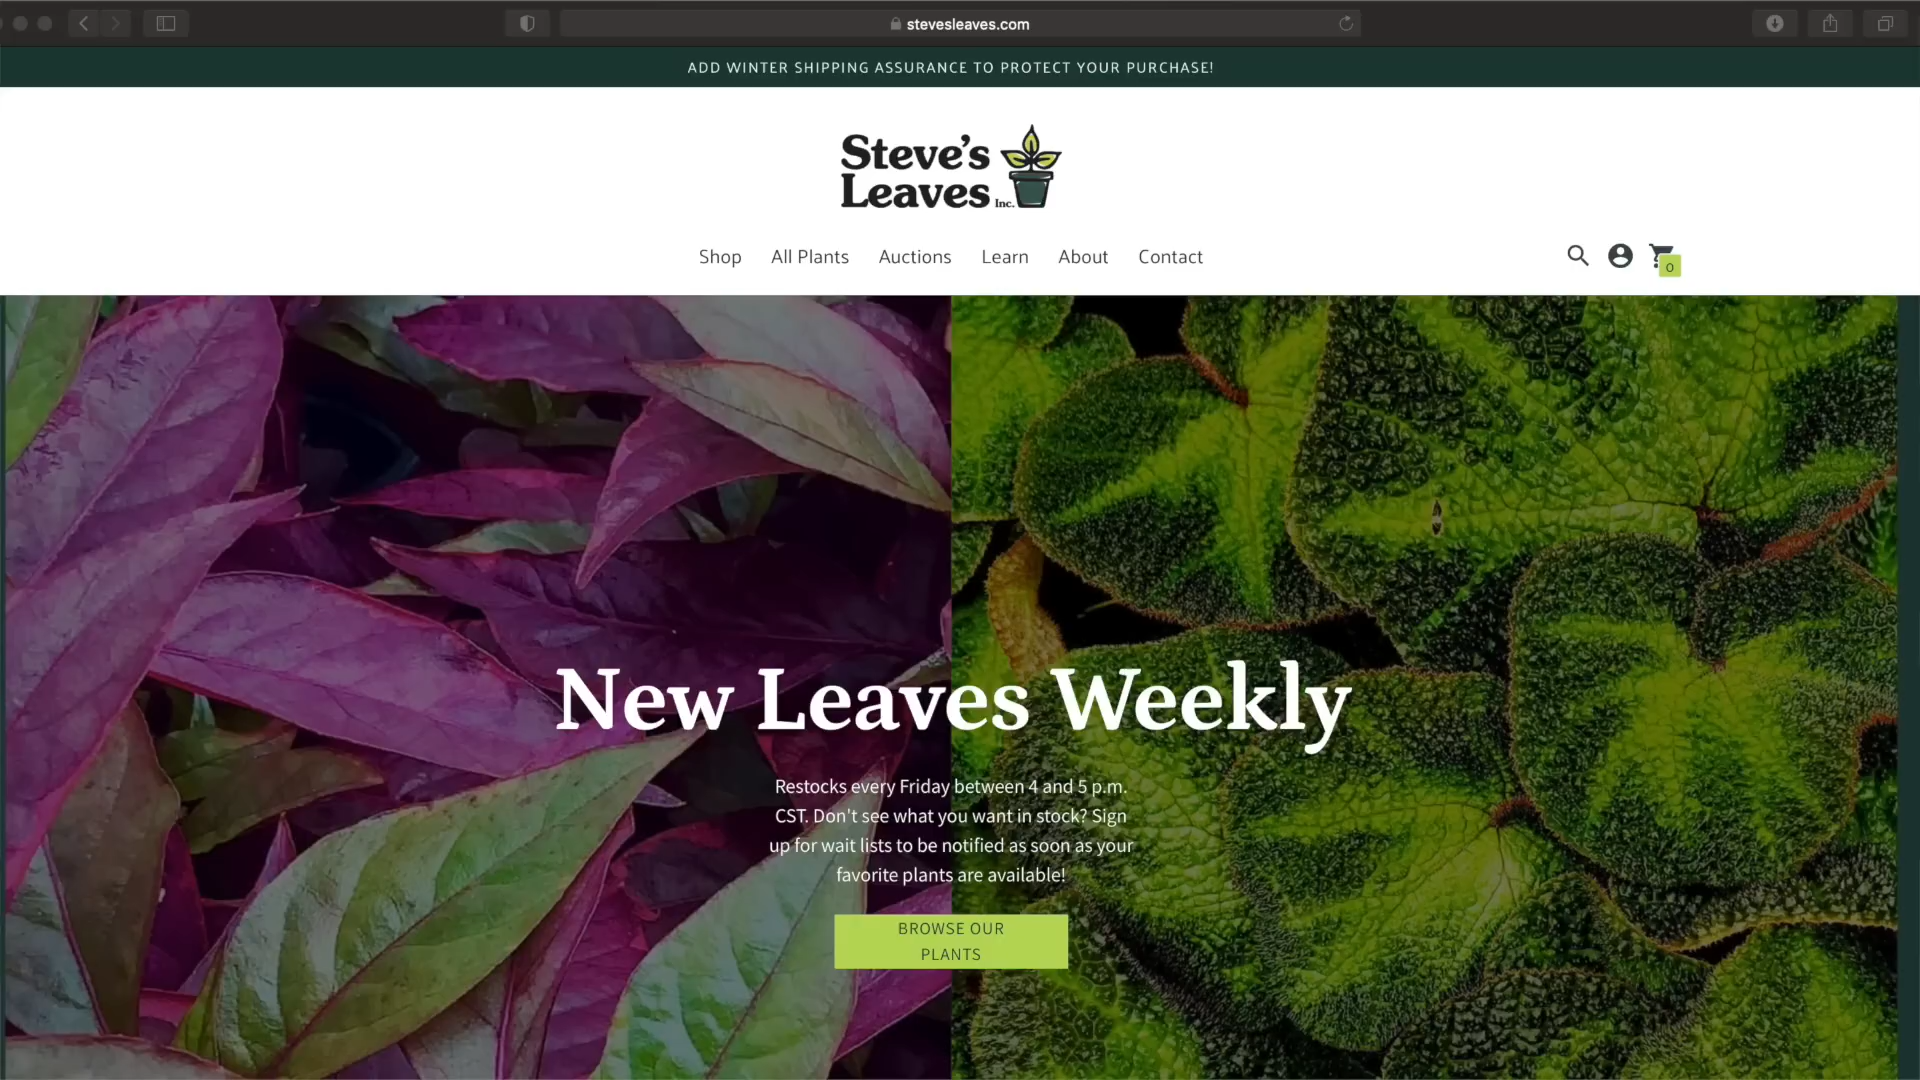 stevesleaves.com
ADD WINTER SHIPPING ASSURANCE TO PROTECT YOUR PURCHASE!
Steve's
Leaves Inc.
Shop All Plants Auctions Learn About Contact
0
New Leaves Weekly
Restocks every Friday between 4 and 5 p.m.
CST. Don't see what you want in stock? Sign
up for wait lists to be notified as soon as your
favorite plants are available!
BROWSE OUR
PLANTS